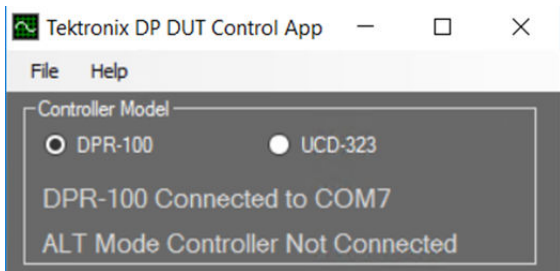 Tektronix DP DUT Control App
File Help
Controller Model
DPR-100 UCD-323
DPR-100 Connected to COM7
ALT Mode Controller Not Connected